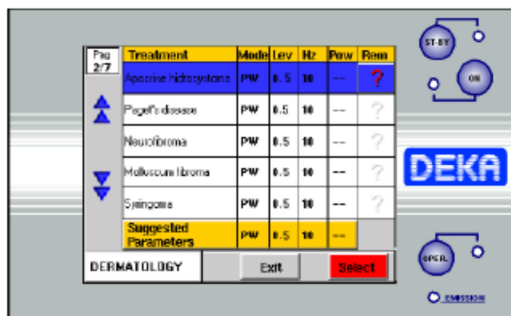 Pag 2/7 Treatment Mode Lev Hz Pow Rem
Apocrine hidrocystoma PW 0.5 10 -- ?
Paget's disease PW 0.5 10 -- ?
Neurofibroma PW 0.5 10 -- ?
Molluscum fibroma PW 0.5 10 -- ?
Syringoma PW 0.5 10 -- ?
Suggested Parameters PW 0.5 10 --
DERMATOLOGY Exit Select
ST-BY
ON
DEKA
OPER.
EMISSION